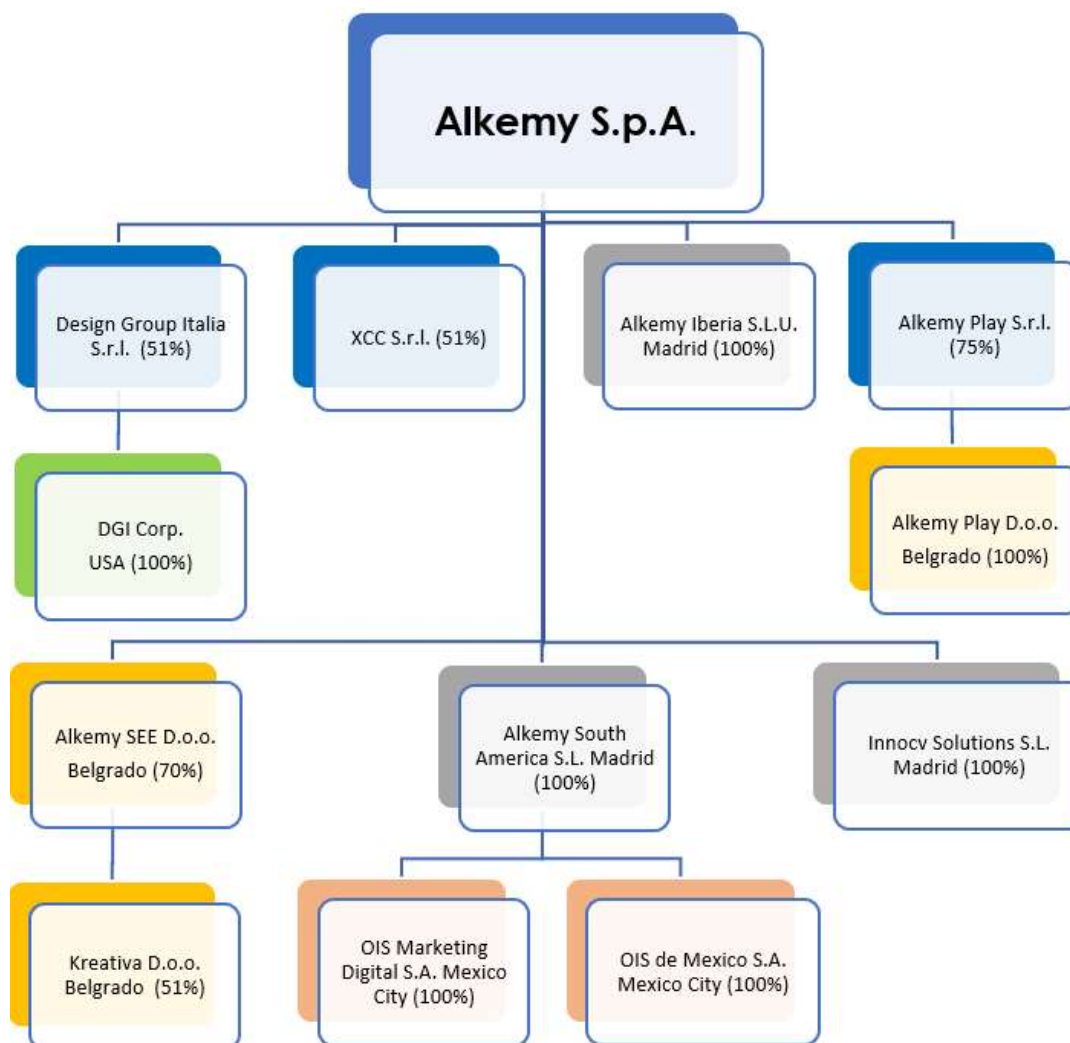 Alkemy S.p.A.
Design Group Italia
S.r.l. (51%)
XCC S.r.l. (51%)
Alkemy Iberia S.L.U.
Madrid (100%)
Alkemy Play S.r.l.
(75%)
DGI Corp.
USA (100%)
Alkemy Play D.o.o.
Belgrado (100%)
Alkemy SEE D.o.o.
Belgrado (70%)
Alkemy South
America S.L. Madrid
(100%)
Innocv Solutions S.L.
Madrid (100%)
Kreativa D.o.o.
Belgrado (51%)
OIS Marketing
Digital S.A. Mexico
City (100%)
OIS de Mexico S.A.
Mexico City (100%)